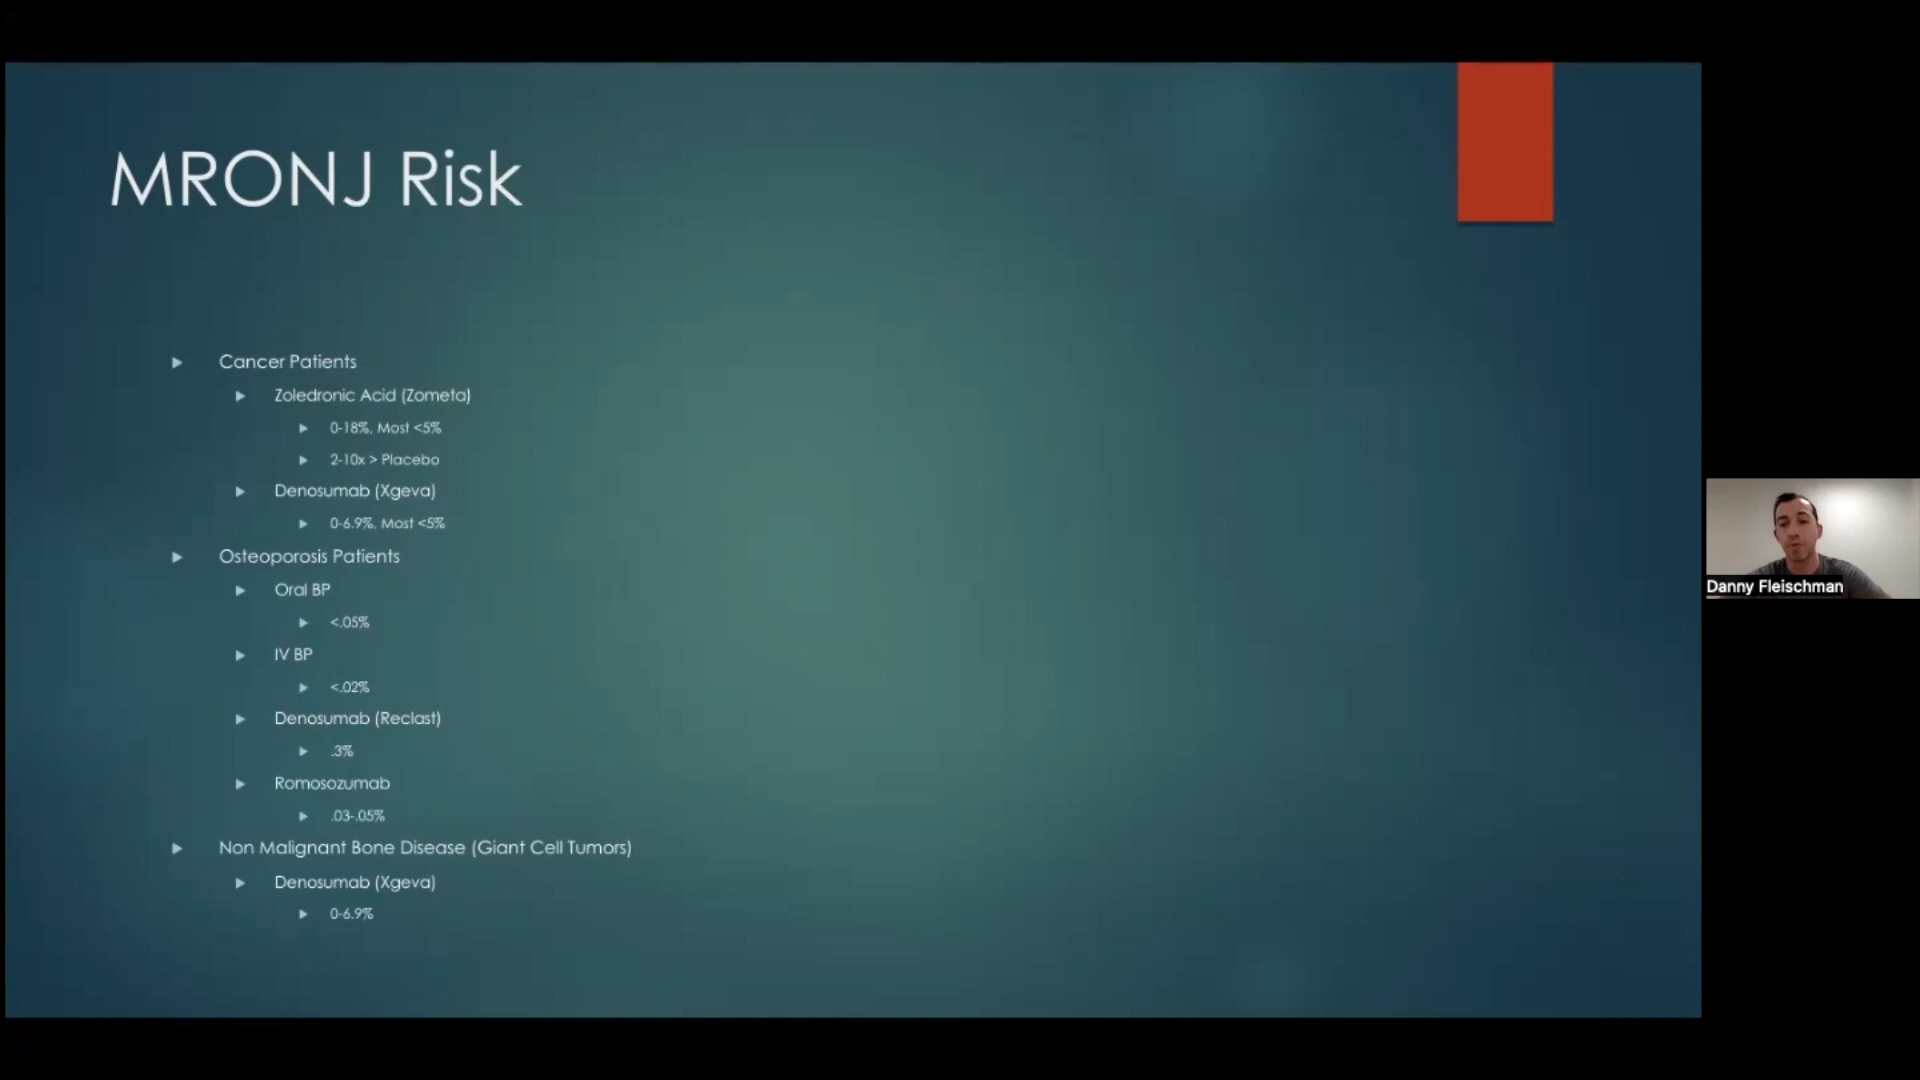 MRONJ Risk
Cancer Patients
Zoledronic Acid (Zometa)
0-18%, Most <5%
2-10x > Placebo
Denosumab (Xgeva)
0-6.9%, Most <5%
Osteoporosis Patients
Oral BP
<.05%
IV BP
<.02%
Denosumab (Reclast)
.3%
Romosozumab
.03-.05%
Non Malignant Bone Disease (Giant Cell Tumors)
Denosumab (Xgeva)
0-6.9%
Danny Fleischman